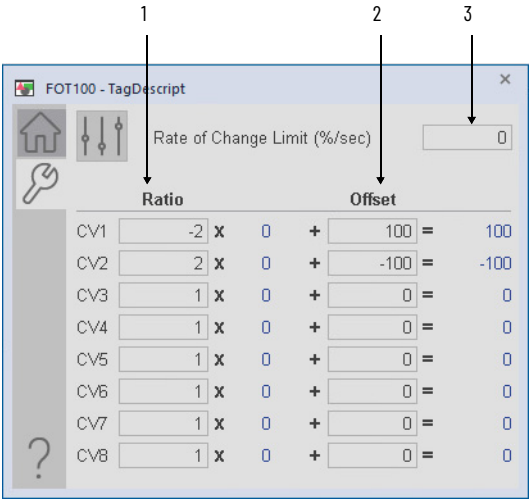 1 2 3
FOT100 - TagDescript ×
Rate of Change Limit (%/sec) 0
Ratio Offset
CV1 -2 x 0 + 100 = 100
CV2 2 x 0 + -100 = -100
CV3 1 x 0 + 0 = 0
CV4 1 x 0 + 0 = 0
CV5 1 x 0 + 0 = 0
CV6 1 x 0 + 0 = 0
CV7 1 x 0 + 0 = 0
CV8 1 x 0 + 0 = 0
?